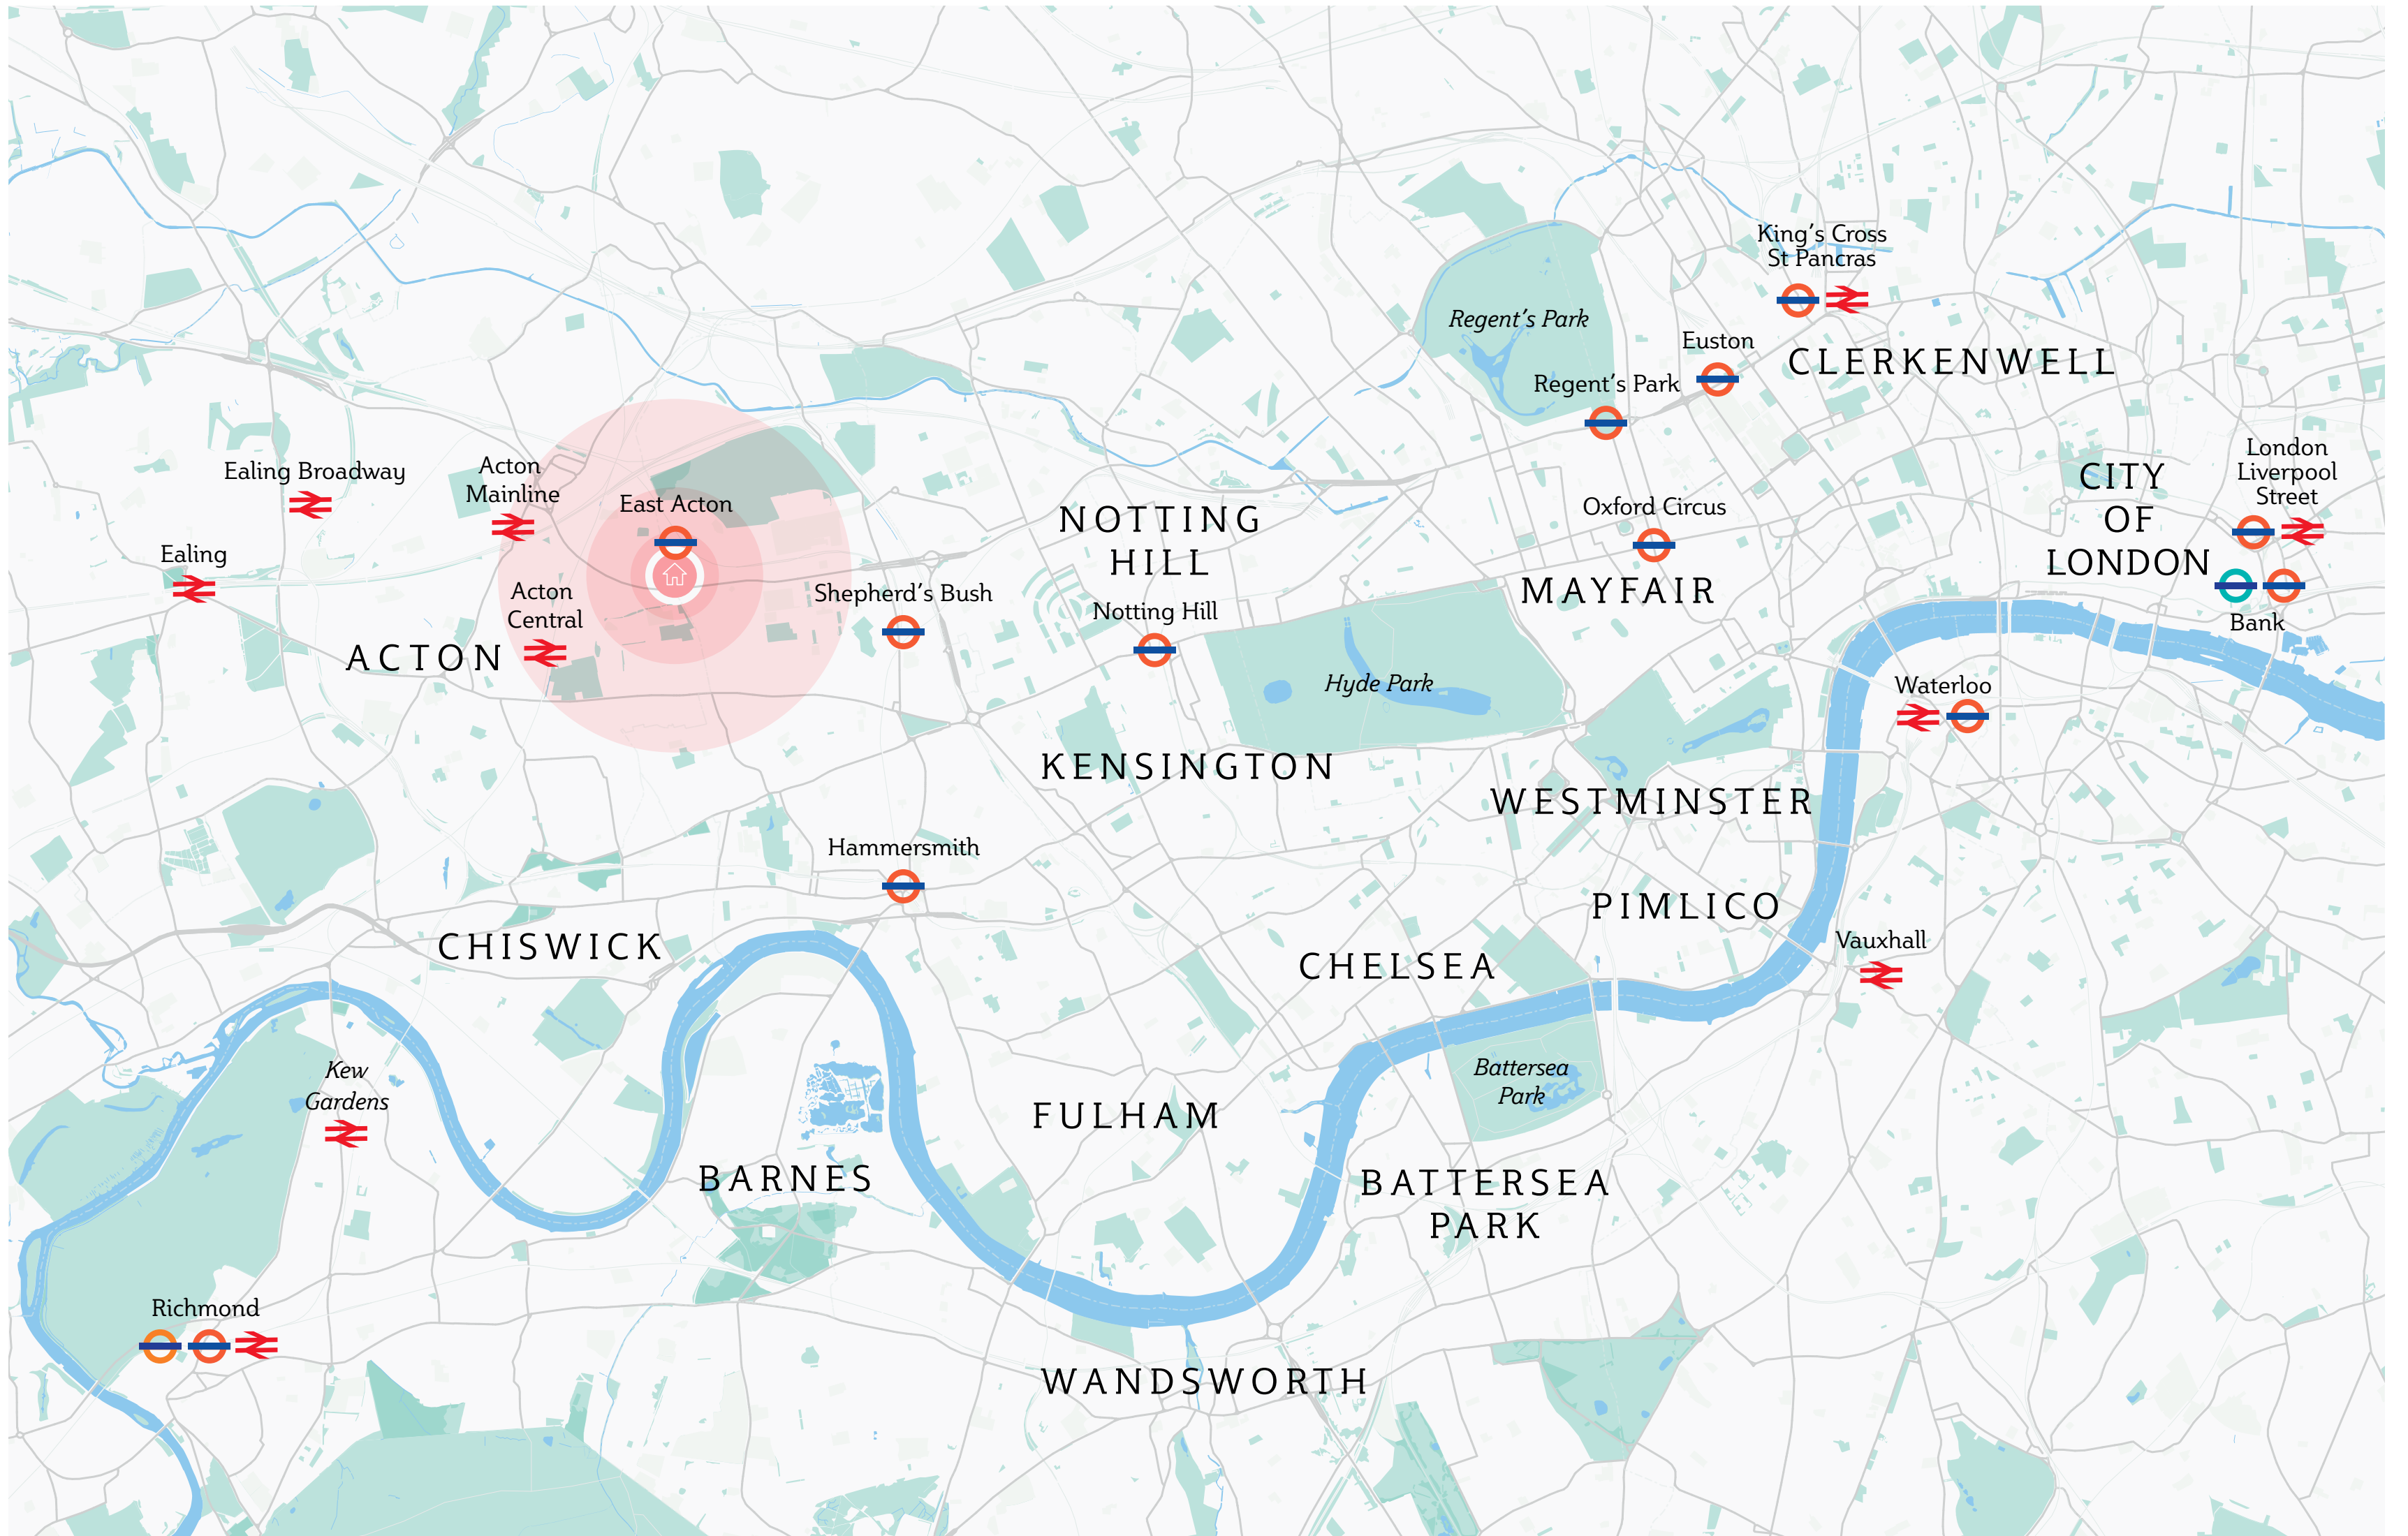 King's Cross
St Pancras
Regent's Park
Euston
CLERKENWELL
Regent's Park
London
Liverpool
Street
CITY
OF
LONDON
Bank
Ealing Broadway
Acton
Mainline
East Acton
Ealing
Acton
Central
ACTON
Shepherd's Bush
NOTTING
HILL
Notting Hill
Oxford Circus
MAYFAIR
Hyde Park
Waterloo
KENSINGTON
WESTMINSTER
Hammersmith
PIMLICO
Vauxhall
CHISWICK
CHELSEA
Kew
Gardens
Battersea
Park
FULHAM
BARNES
BATTERSEA
PARK
Richmond
WANDSWORTH